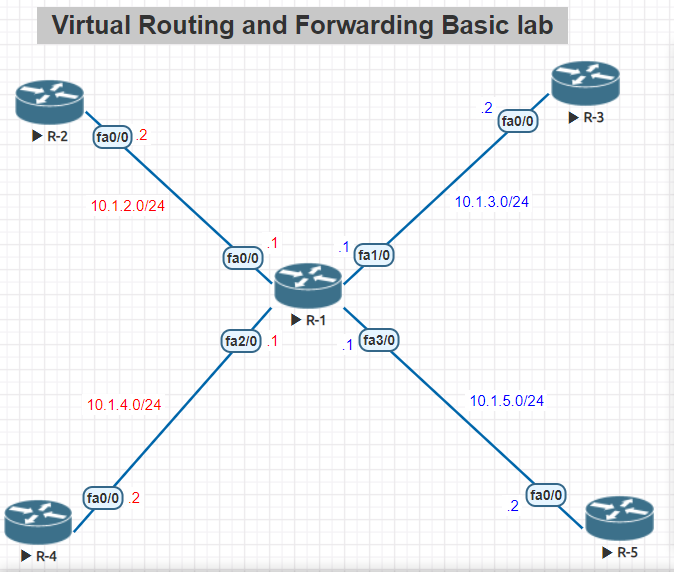 Virtual Routing and Forwarding Basic lab
R-2
fa0/0
.2
10.1.2.0/24
R-3
.2
fa0/0
10.1.3.0/24
fa0/0
.1
.1
fa1/0
R-1
fa2/0
.1
.1
fa3/0
10.1.4.0/24
10.1.5.0/24
fa0/0
.2
R-4
fa0/0
.2
R-5